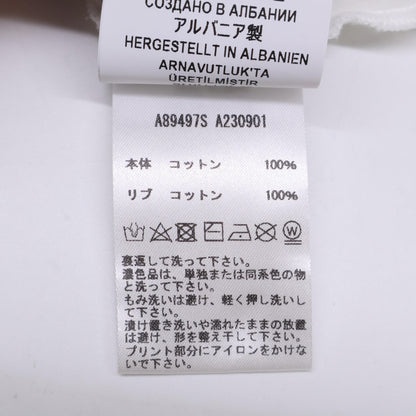 СОЗДАНО В АЛБАНИИ
アルバニア製
HERGESTELLT IN ALBANIEN
ARNAVUTLUK'TA
ÜRETİLMİŞTİR
A89497S A230901
本体 コットン 100%
リブ コットン 100%
裏返して洗って下さい。
濃色品は、単独または同系色の物
と洗って下さい。
もみ洗いは避け、軽く押し洗いし
て下さい。
漬け置き洗いや濡れたままの放置
は避け、形を整え干して下さい。
プリント部分にアイロンをかけな
いで下さい。